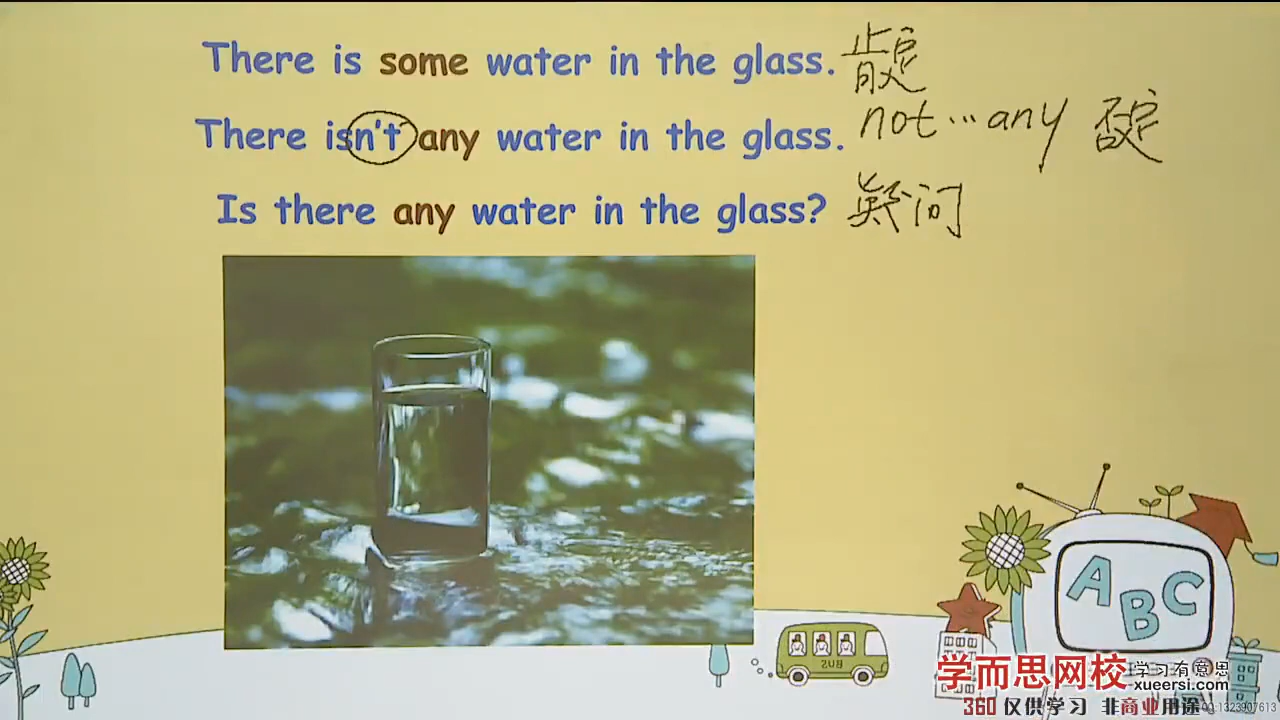 There is some water in the glass. 肯定
There isn't any water in the glass. not…any 否定
Is there any water in the glass? 疑问
ABC
BUS
学而思网校 学习有意思
xueersi.com
360 仅供学习 非商业用途